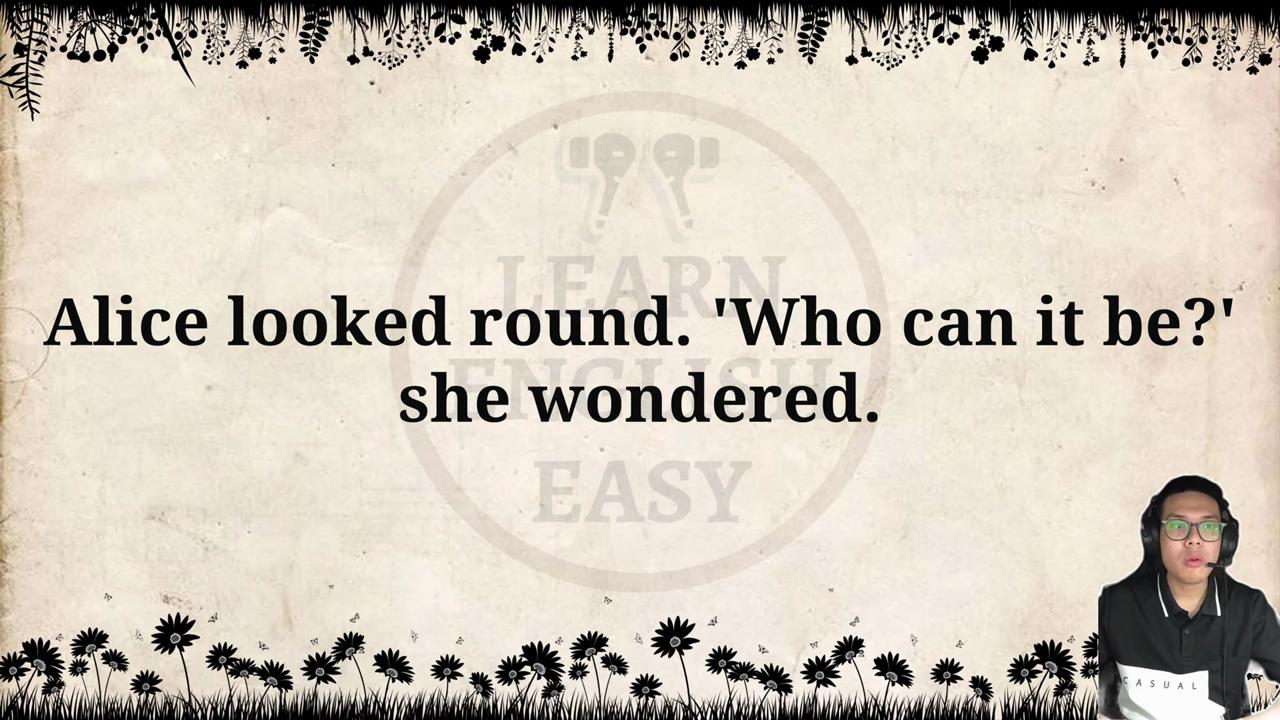 Alice looked round. 'Who can it be?'
she wondered.
LEARN
ENGLISH
EASY
CASUAL